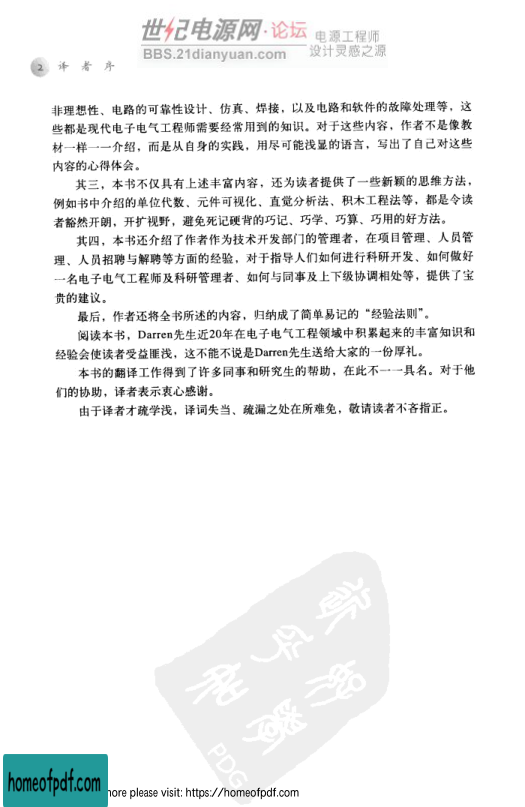 世纪电源网·论坛 电源工程师
BBS.21dianyuan.com 设计灵感之源
2 译者序
非理想性、电路的可靠性设计、仿真、焊接，以及电路和软件的故障处理等，这
些都是现代电子电气工程师需要经常用到的知识。对于这些内容，作者不是像教
材一样一一介绍，而是从自身的实践，用尽可能浅显的语言，写出了自己对这些
内容的心得体会。
其三，本书不仅具有上述丰富内容，还为读者提供了一些新颖的思维方法，
例如书中介绍的单位代数、元件可视化、直觉分析法、积木工程法等，都是令读
者豁然开朗，开扩视野，避免死记硬背的巧记、巧学、巧算、巧用的好方法。
其四，本书还介绍了作者作为技术开发部门的管理者，在项目管理、人员管
理、人员招聘与解聘等方面的经验，对于指导人们如何进行科研开发、如何做好
一名电子电气工程师及科研管理者、如何与同事及上下级协调相处等，提供了宝
贵的建议。
最后，作者还将全书所述的内容，归纳成了简单易记的“经验法则”。
阅读本书，Darren先生近20年在电子电气工程领域中积累起来的丰富知识和
经验会使读者受益匪浅，这不能不说是Darren先生送给大家的一份厚礼。
本书的翻译工作得到了许多同事和研究生的帮助，在此不一一具名。对于他
们的协助，译者表示衷心感谢。
由于译者才疏学浅，译词失当、疏漏之处在所难免，敬请读者不吝指正。
PDG
homeofpdf.com
more please visit: https://homeofpdf.com